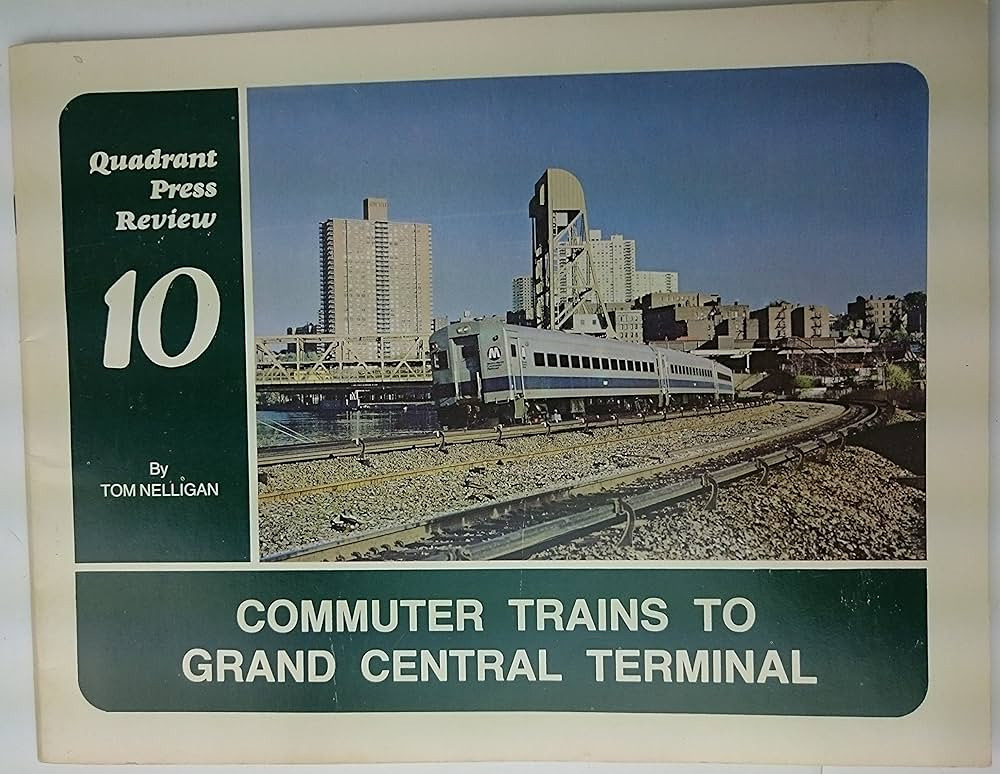 Quadrant
Press
Review
10
By
TOM NELLIGAN
M
COMMUTER TRAINS TO
GRAND CENTRAL TERMINAL